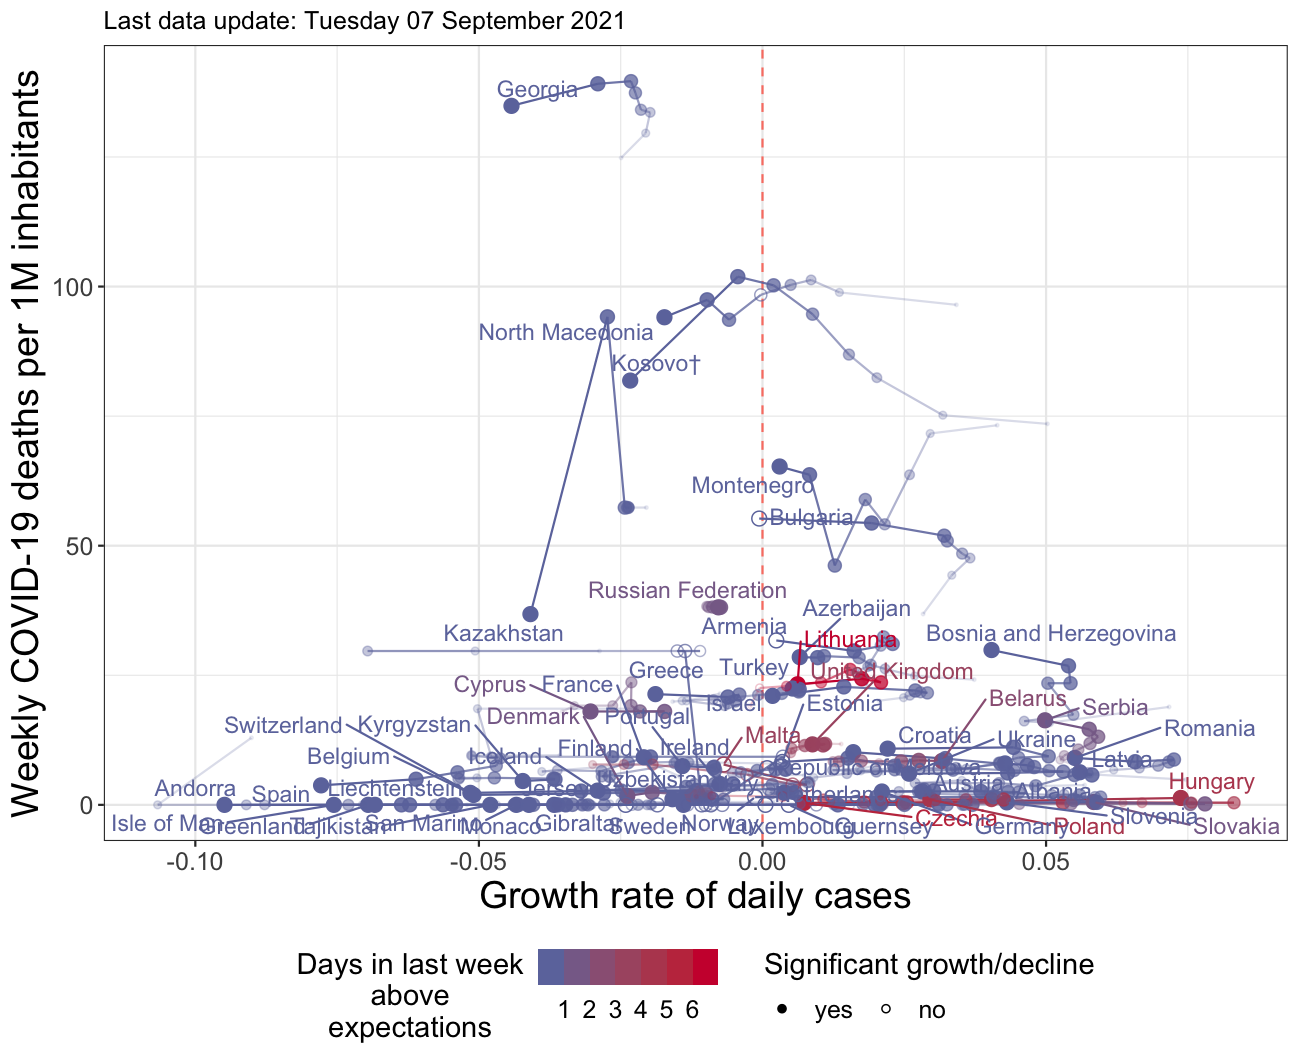 Last data update: Tuesday 07 September 2021
Weekly COVID-19 deaths per 1M inhabitants
Georgia
100
North Macedonia
Kosovo†
Montenegro
Bulgaria
50
Russian Federation
Azerbaijan
Armenia
Lithuania
Bosnia and Herzegovina
Kazakhstan
Greece
Turkey
United Kingdom
Cyprus
France
Israel
Estonia
Belarus
Serbia
Denmark
Portugal
Switzerland
Kyrgyzstan
Malta
Croatia
Ukraine
Romania
Belgium
Iceland
Finland
Ireland
Republic of Moldova
Latvia
Andorra
Spain
Liechtenstein
Jersey
Uzbekistan
Austria
Albania
Hungary
0
Isle of Man
Greenland
Tajikistan
San Marino
Monaco
Gibraltar
Sweden
Norway
Luxembourg
Guernsey
Czechia
Germany
Poland
Slovenia
Slovakia
-0.10
-0.05
0.00
0.05
Growth rate of daily cases
Days in last week
above
expectations
1 2 3 4 5 6
Significant growth/decline
yes
no